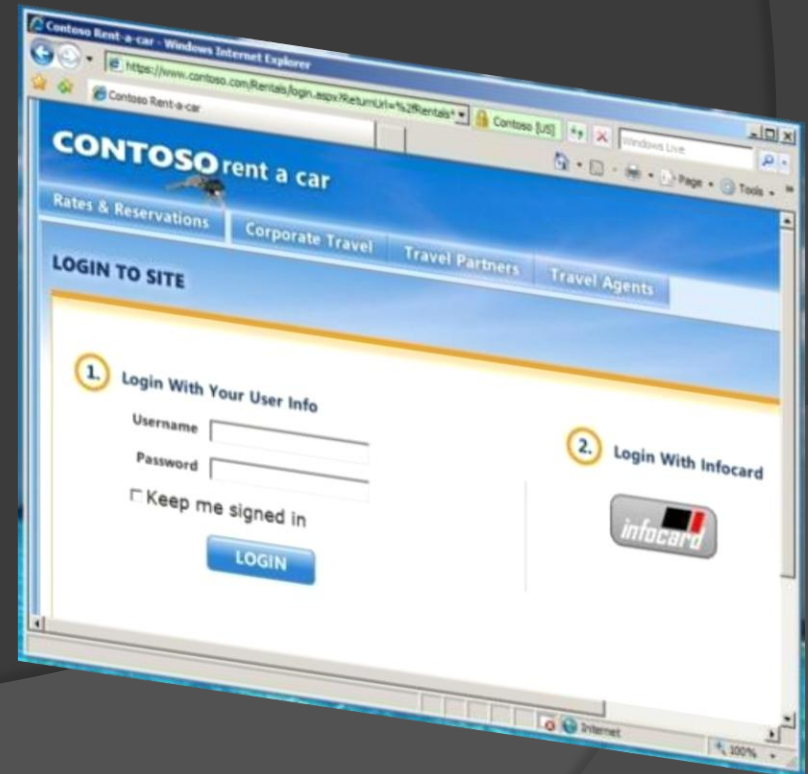 Contoso Rent-a-car - Windows Internet Explorer
https://www.contoso.com/Rentals/login.aspx?ReturnUrl=%2fRentals*
Contoso [US]
Windows Live
Contoso Rent-a-car
Page
Tools
CONTOSO rent a car
Rates & Reservations
Corporate Travel
Travel Partners
Travel Agents
LOGIN TO SITE
1. Login With Your User Info
Username
Password
Keep me signed in
LOGIN
2. Login With Infocard
infocard
Internet
100%